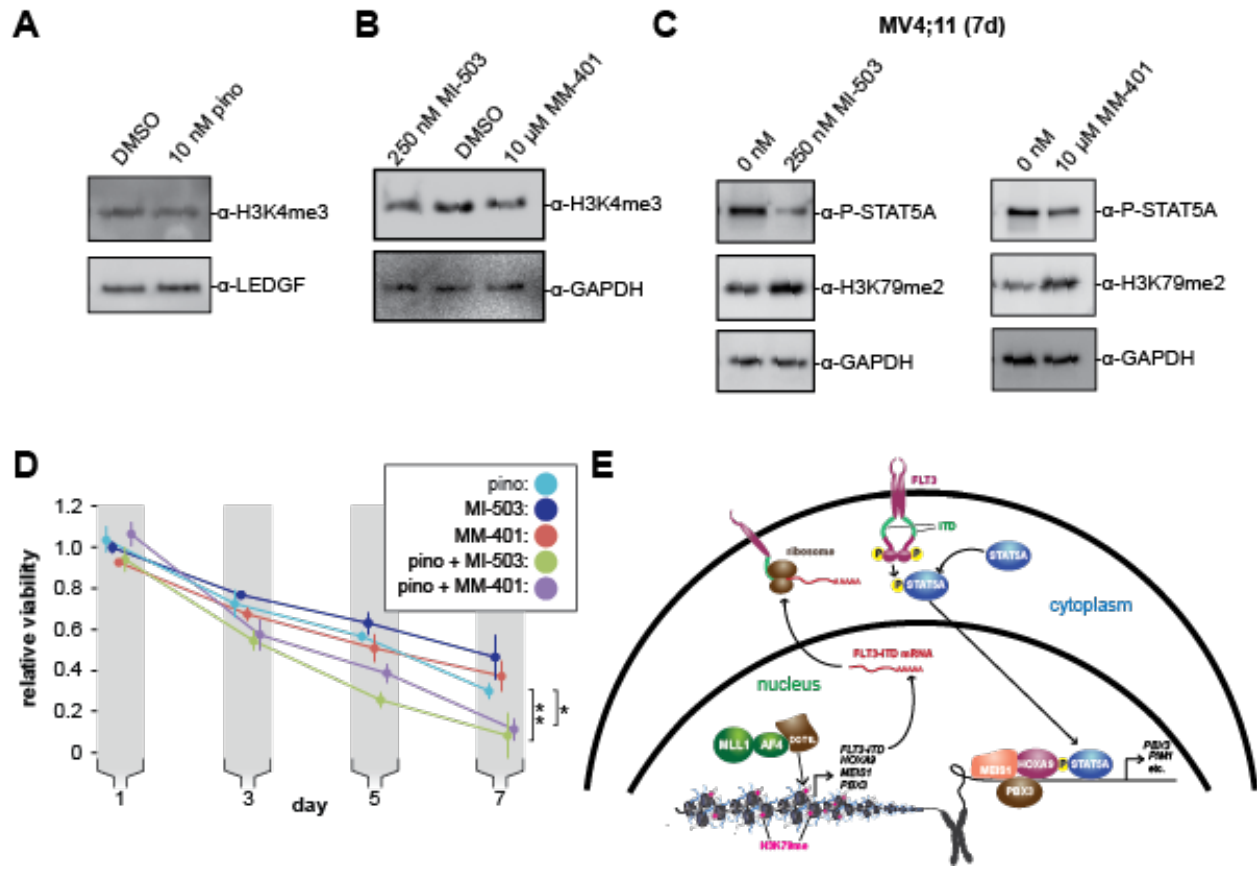 A
DMSO
10 nM pino
α-H3K4me3
α-LEDGF
B
250 nM MI-503
DMSO
10 µM MM-401
α-H3K4me3
α-GAPDH
C
MV4;11 (7d)
0 nM
250 nM MI-503
α-P-STAT5A
α-H3K79me2
α-GAPDH
0 nM
10 µM MM-401
α-P-STAT5A
α-H3K79me2
α-GAPDH
D
pino:
MI-503:
MM-401:
pino + MI-503:
pino + MM-401:
relative viability
1.2
1.0
0.8
0.6
0.4
0.2
0
**
*
1
3
5
7
day
E
FLT3
ITD
P
P
ribosome
AAAAA
STAT5A
P
STAT5A
cytoplasm
FLT3-ITD mRNA
AAAAA
nucleus
MLL1
AF4
DOT1L
FLT3-ITD
HOXA9
MEIS1
PBX3
H3K79me
MEIS1
HOXA9
P
STAT5A
PBX3
PBX3
PIM1
etc.